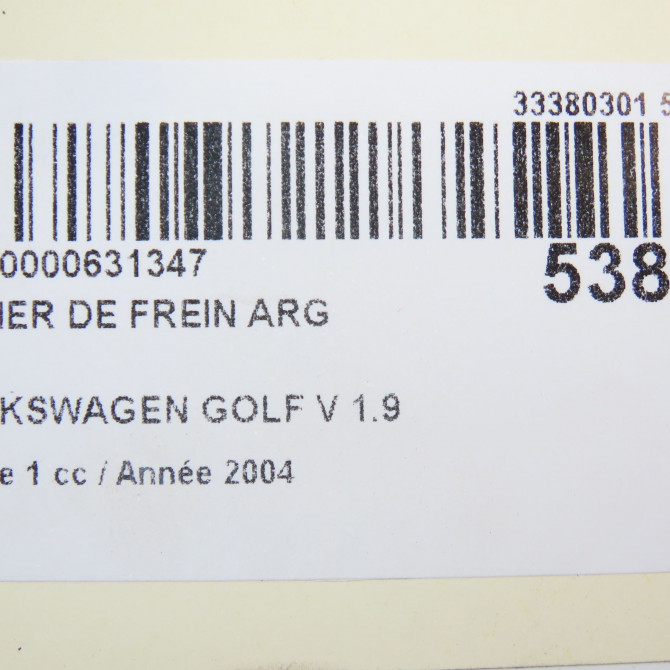 33380301 5
0000631347
538
IER DE FREIN ARG
KSWAGEN GOLF V 1.9
e 1 cc / Année 2004